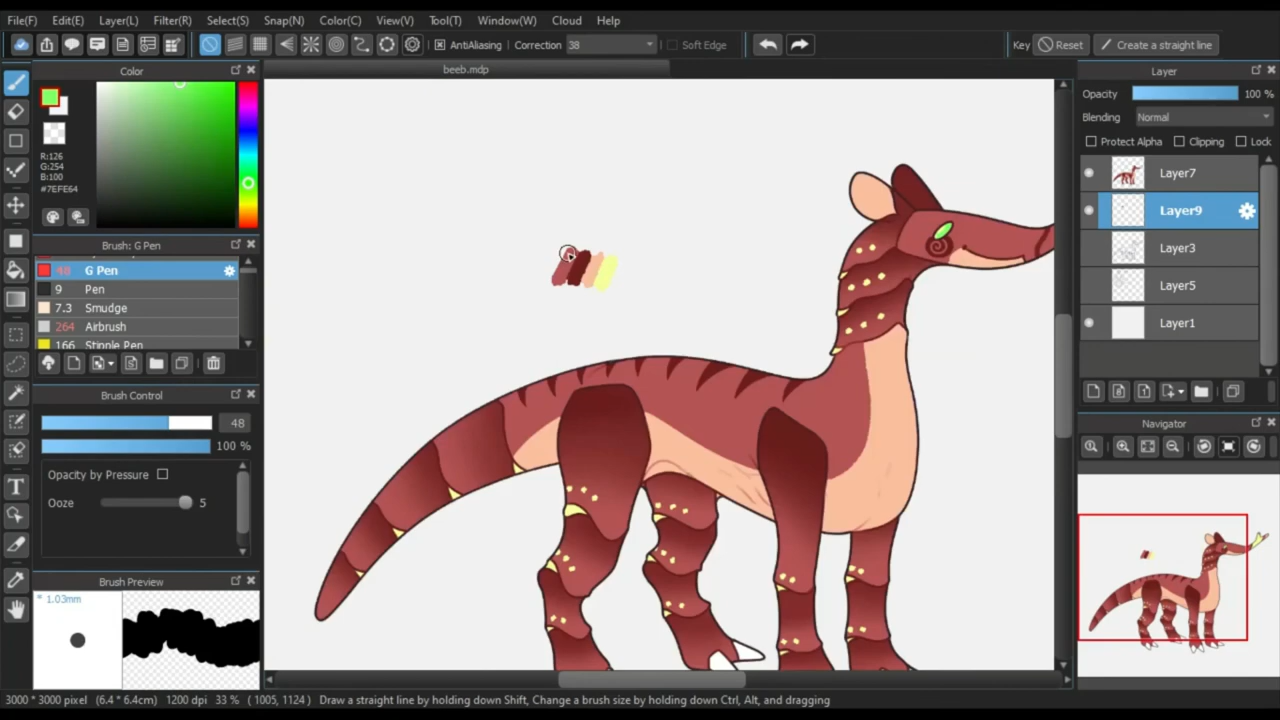 File(F) Edit(E) Layer(L) Filter(R) Select(S) Snap(N) Color(C) View(V) Tool(T) Window(W) Cloud Help
AntiAliasing Correction 38 Soft Edge Key Reset Create a straight line
Color
beeb.mdp
Layer
R:126
G:254
B:100
#7EFE64
Opacity 100 %
Blending Normal
Protect Alpha Clipping Lock
Layer7
Layer9
Layer3
Layer5
Layer1
Brush: G Pen
48 G Pen
9 Pen
7.3 Smudge
264 Airbrush
166 Stipple Pen
Brush Control
48
100 %
Opacity by Pressure
Ooze 5
Navigator
Brush Preview
* 1.03mm
3000 * 3000 pixel (6.4 * 6.4cm) 1200 dpi 33 % ( 1005, 1124 ) Draw a straight line by holding down Shift, Change a brush size by holding down Ctrl, Alt, and dragging